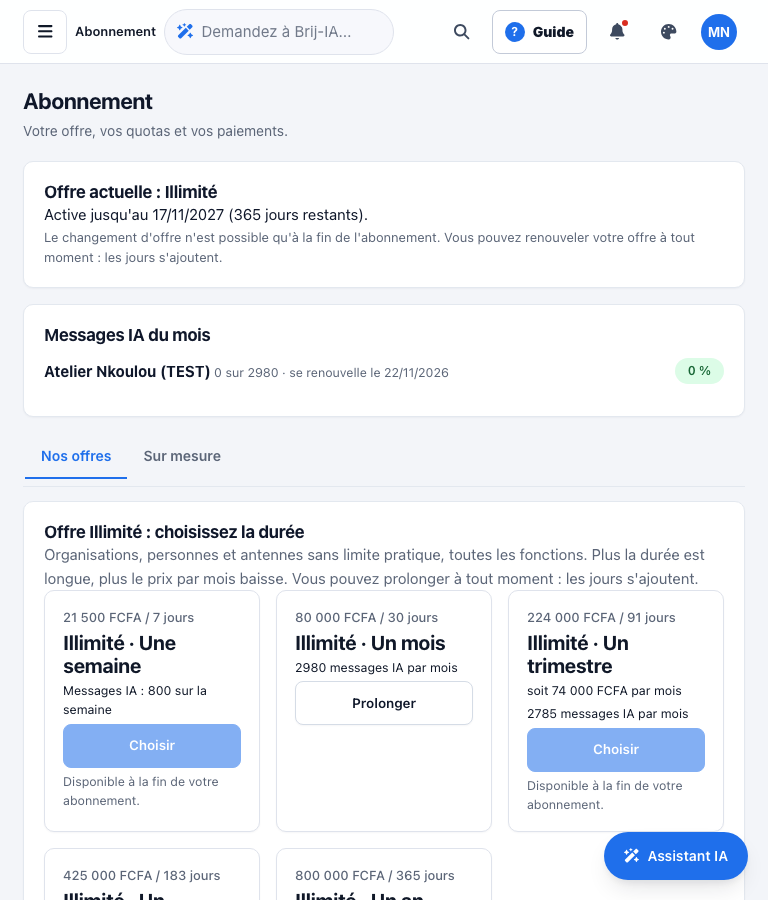 Abonnement
Demandez à Brij-IA...
? Guide
MN
Abonnement
Votre offre, vos quotas et vos paiements.
Offre actuelle : Illimité
Active jusqu'au 17/11/2027 (365 jours restants).
Le changement d'offre n'est possible qu'à la fin de l'abonnement. Vous pouvez renouveler votre offre à tout
moment : les jours s'ajoutent.
Messages IA du mois
Atelier Nkoulou (TEST) 0 sur 2980 · se renouvelle le 22/11/2026
0 %
Nos offres
Sur mesure
Offre Illimité : choisissez la durée
Organisations, personnes et antennes sans limite pratique, toutes les fonctions. Plus la durée est
longue, plus le prix par mois baisse. Vous pouvez prolonger à tout moment : les jours s'ajoutent.
21 500 FCFA / 7 jours
Illimité · Une
semaine
Messages IA : 800 sur la
semaine
Choisir
Disponible à la fin de votre
abonnement.
80 000 FCFA / 30 jours
Illimité · Un mois
2980 messages IA par mois
Prolonger
224 000 FCFA / 91 jours
Illimité · Un
trimestre
soit 74 000 FCFA par mois
2785 messages IA par mois
Choisir
Disponible à la fin de votre
abonnement.
425 000 FCFA / 183 jours
Illimité · Un
800 000 FCFA / 365 jours
Illimité · Un an
Assistant IA